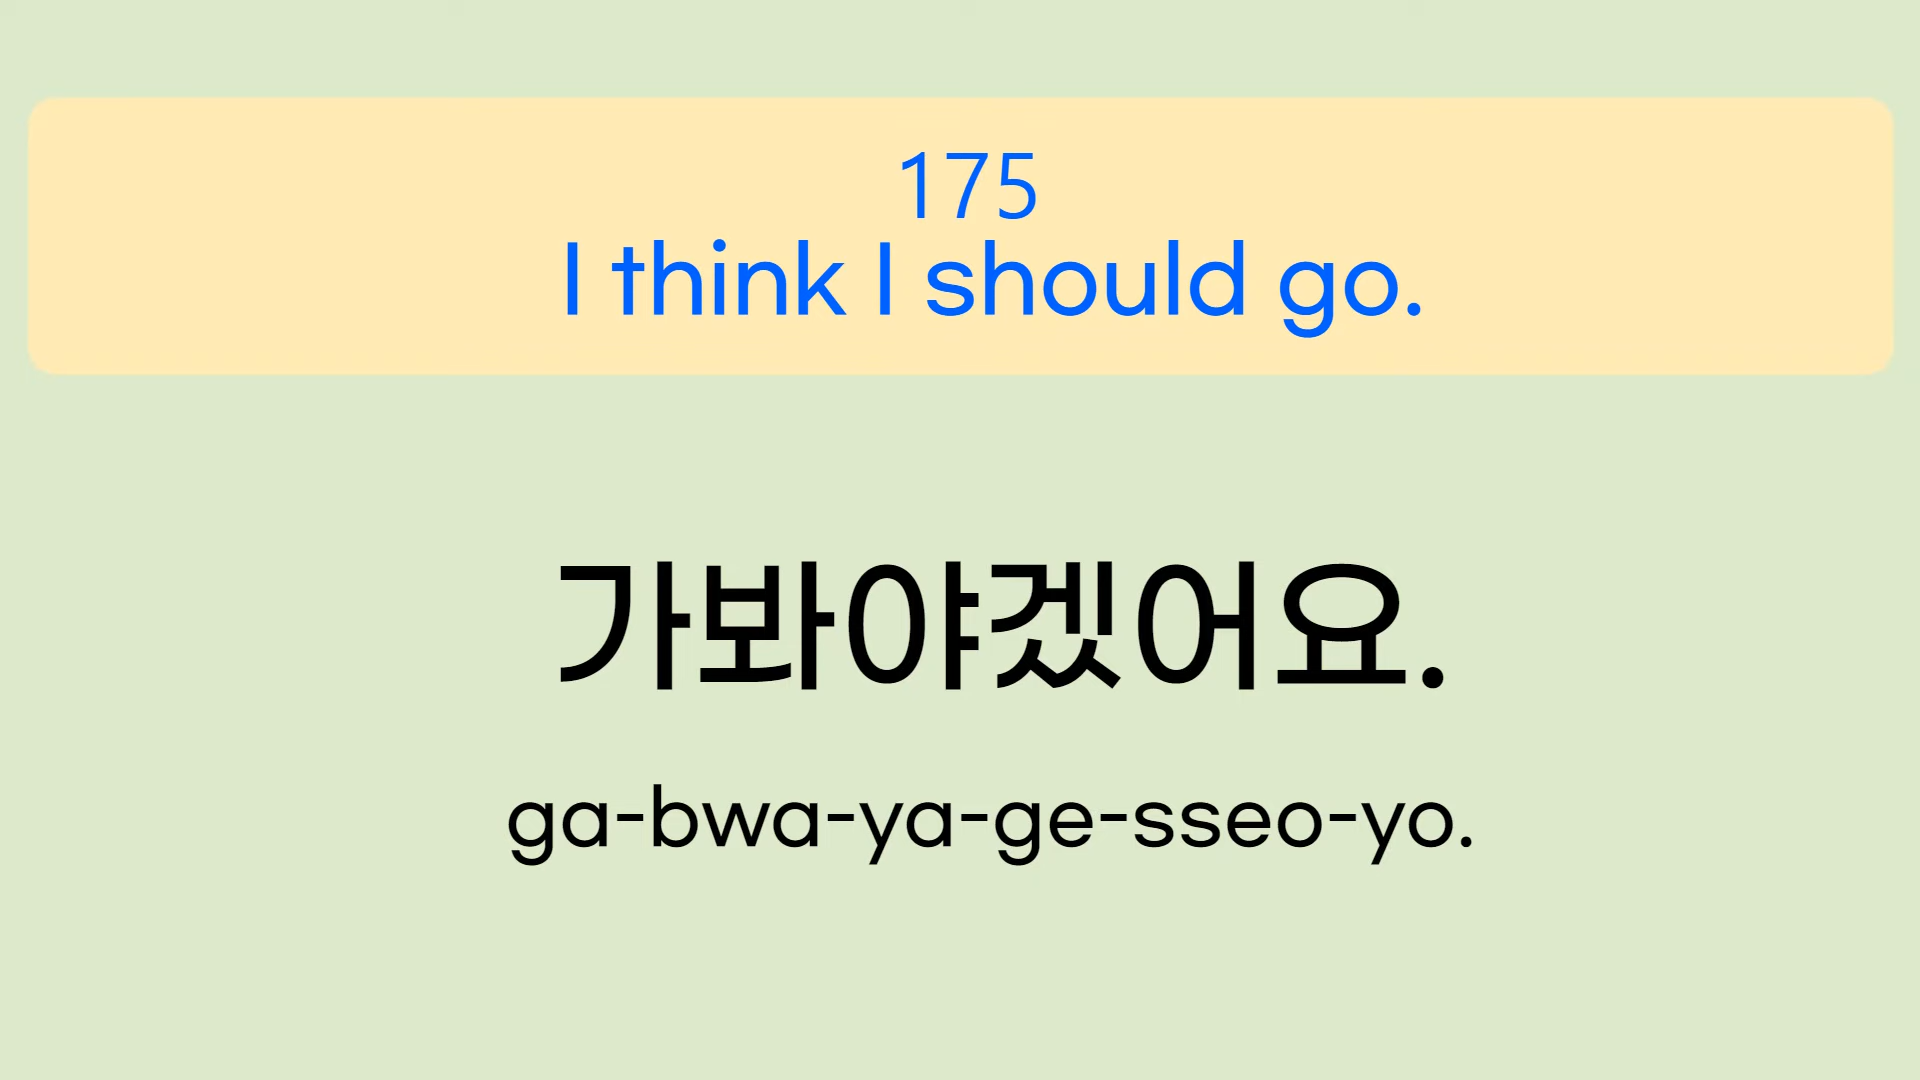 175
I think I should go.
가봐야겠어요.
ga-bwa-ya-ge-sseo-yo.